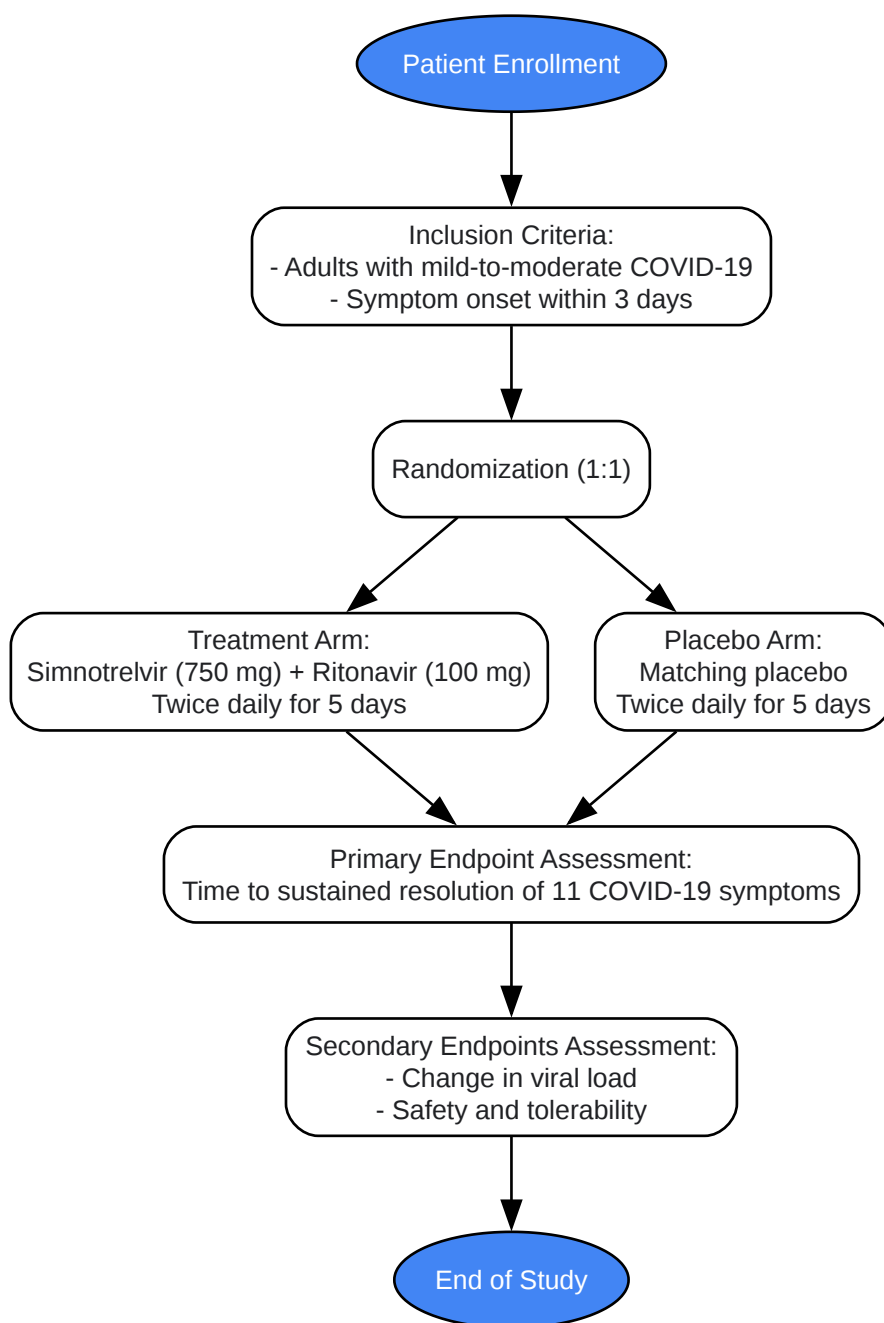 Patient Enrollment
Inclusion Criteria:
- Adults with mild-to-moderate COVID-19
- Symptom onset within 3 days
Randomization (1:1)
Treatment Arm:
Simnotrelvir (750 mg) + Ritonavir (100 mg)
Twice daily for 5 days
Placebo Arm:
Matching placebo
Twice daily for 5 days
Primary Endpoint Assessment:
Time to sustained resolution of 11 COVID-19 symptoms
Secondary Endpoints Assessment:
- Change in viral load
- Safety and tolerability
End of Study